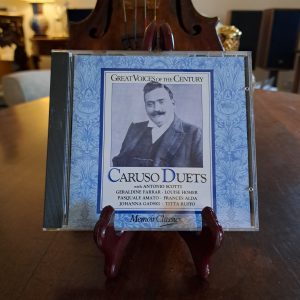 GREAT VOICES OF THE CENTURY
CARUSO DUETS
with ANTONIO SCOTTI
GERALDINE FARRAR · LOUISE HOMER
PASQUALE AMATO · FRANCES ALDA
JOHANNA GADSKI · TITTA RUFFO
Memoir Classics